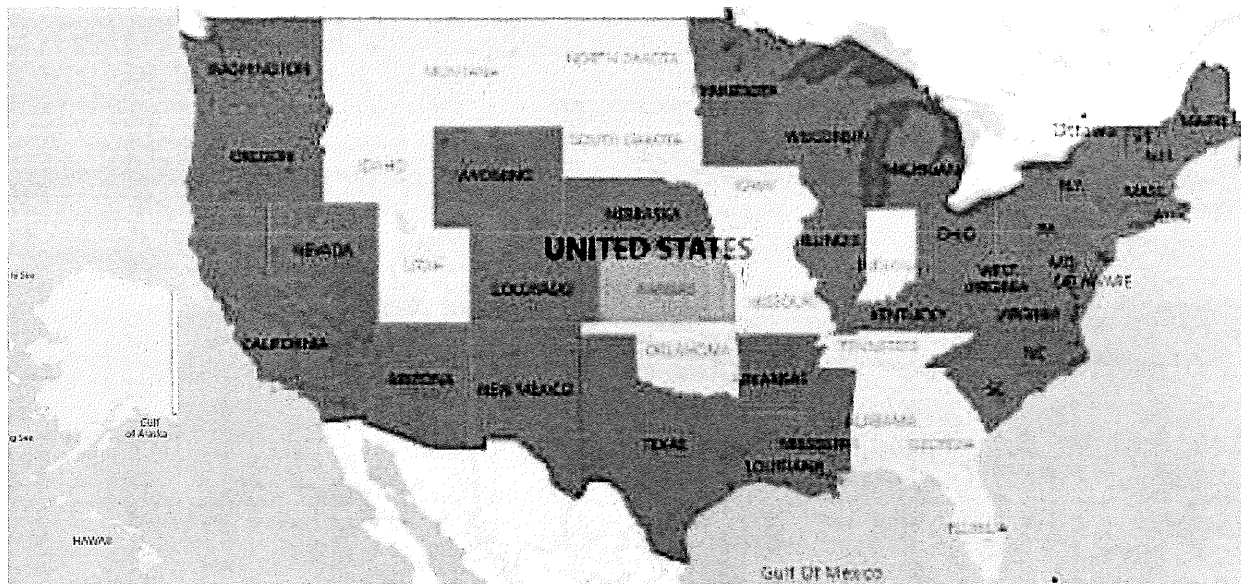 WASHINGTON
MONTANA
NORTH DAKOTA
MINNESOTA
MAINE
Ottawa
VT
N.H.
OREGON
IDAHO
WYOMING
SOUTH DAKOTA
WISCONSIN
MICHIGAN
N.Y.
MASS
IOWA
NEBRASKA
NEVADA
UTAH
UNITED STATES
ILLINOIS
OHIO
PA
COLORADO
KANSAS
MISSOURI
WEST
VIRGINIA
MD
DELAWARE
KENTUCKY
VIRGINIA
CALIFORNIA
OKLAHOMA
TENNESSEE
NC
ARIZONA
NEW MEXICO
ARKANSAS
SC
Gulf
of Alaska
TEXAS
MISSISSIPPI
ALABAMA
GEORGIA
LOUISIANA
FLORIDA
HAWAII
Gulf Of Mexico